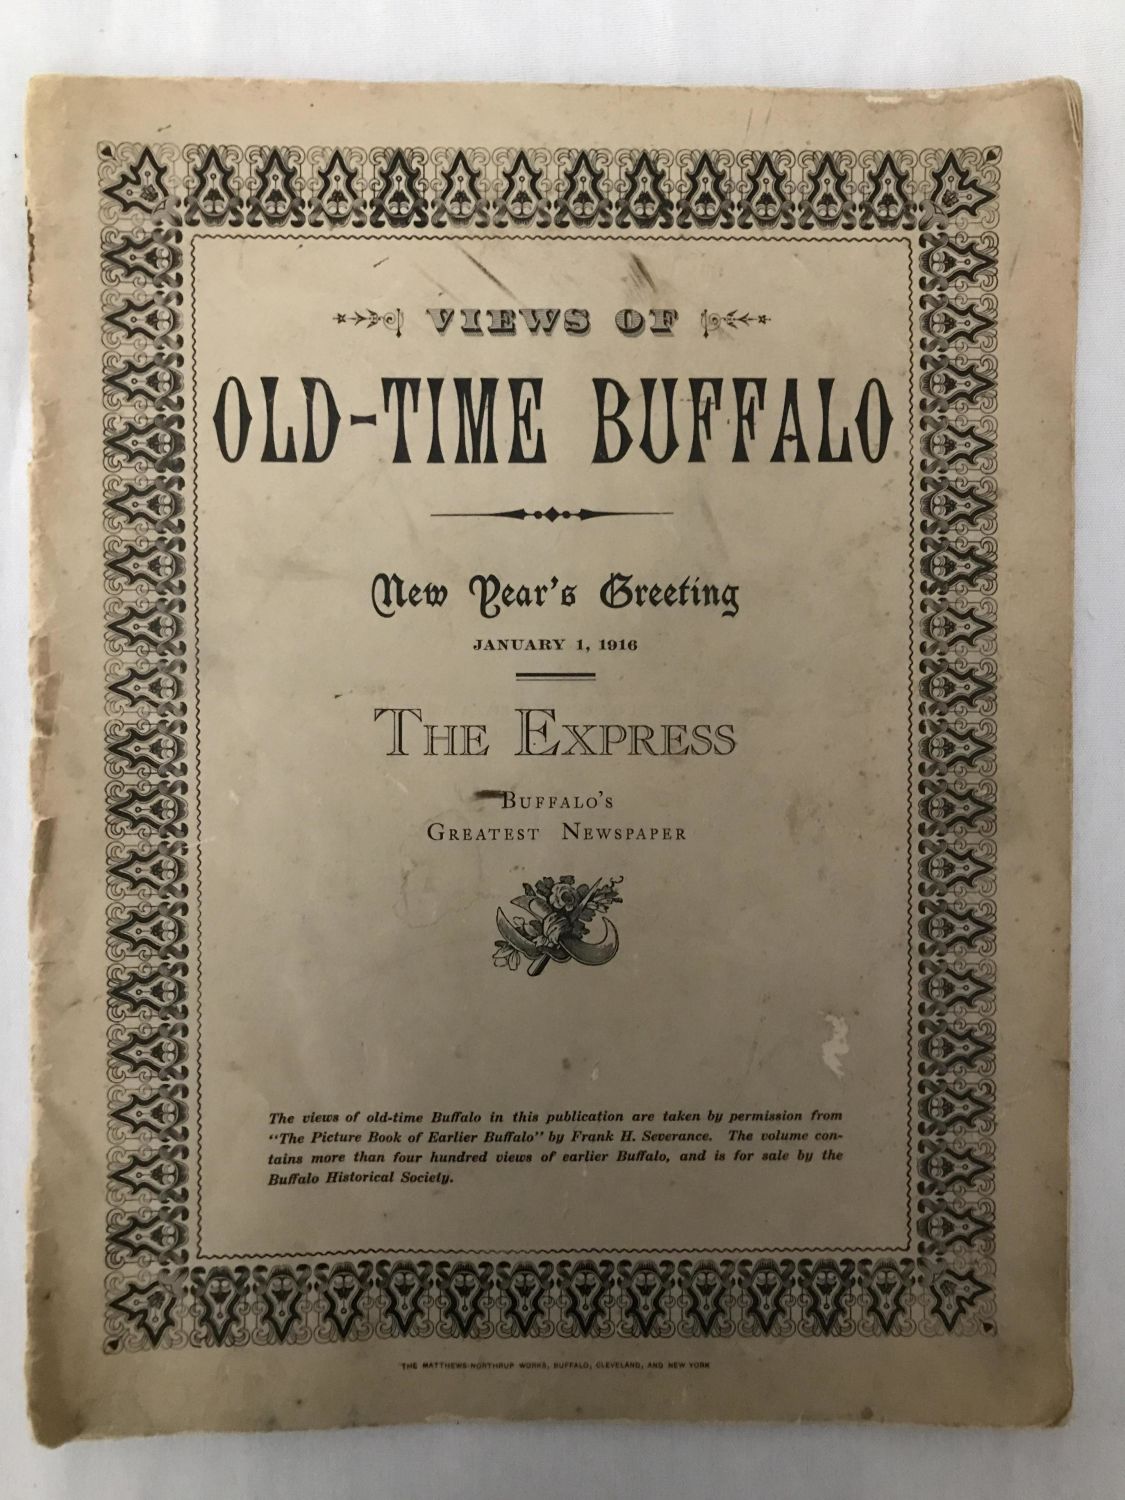 VIEWS OF
OLD-TIME BUFFALO
New Year's Greeting
JANUARY 1, 1916
THE EXPRESS
BUFFALO'S
GREATEST NEWSPAPER
The views of old-time Buffalo in this publication are taken by permission from
"The Picture Book of Earlier Buffalo" by Frank H. Severance. The volume con-
tains more than four hundred views of earlier Buffalo, and is for sale by the
Buffalo Historical Society.
THE MATTHEWS-NORTHRUP WORKS, BUFFALO, CLEVELAND, AND NEW YORK